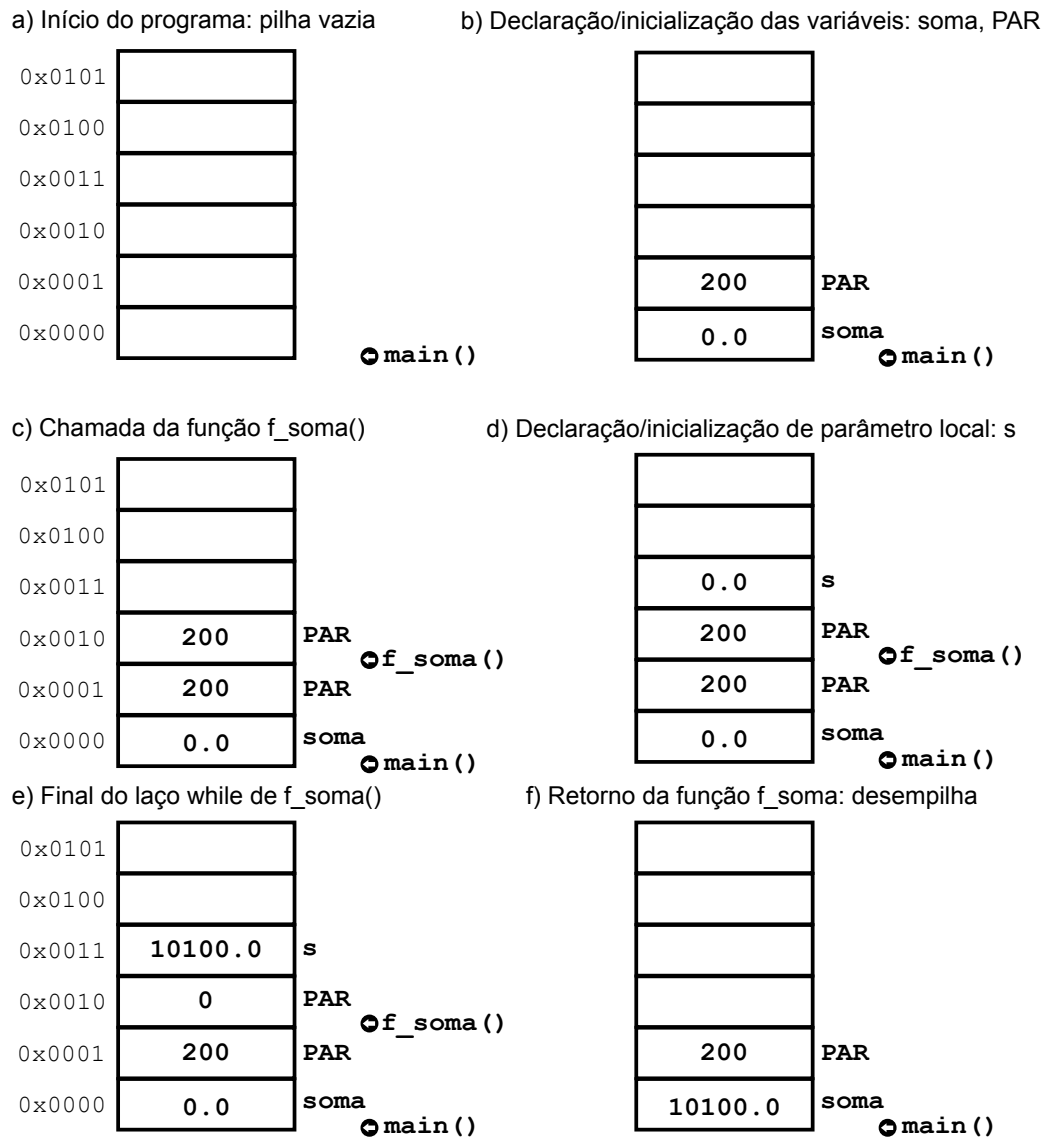 a) Início do programa: pilha vazia
0x0101
0x0100
0x0011
0x0010
0x0001
0x0000
main()
b) Declaração/inicialização das variáveis: soma, PAR
200 PAR
0.0 soma
main()
c) Chamada da função f_soma()
0x0101
0x0100
0x0011
0x0010 200 PAR
f_soma()
0x0001 200 PAR
0x0000 0.0 soma
main()
d) Declaração/inicialização de parâmetro local: s
0.0 s
200 PAR
f_soma()
200 PAR
0.0 soma
main()
e) Final do laço while de f_soma()
0x0101
0x0100
0x0011 10100.0 s
0x0010 0 PAR
f_soma()
0x0001 200 PAR
0x0000 0.0 soma
main()
f) Retorno da função f_soma: desempilha
200 PAR
10100.0 soma
main()